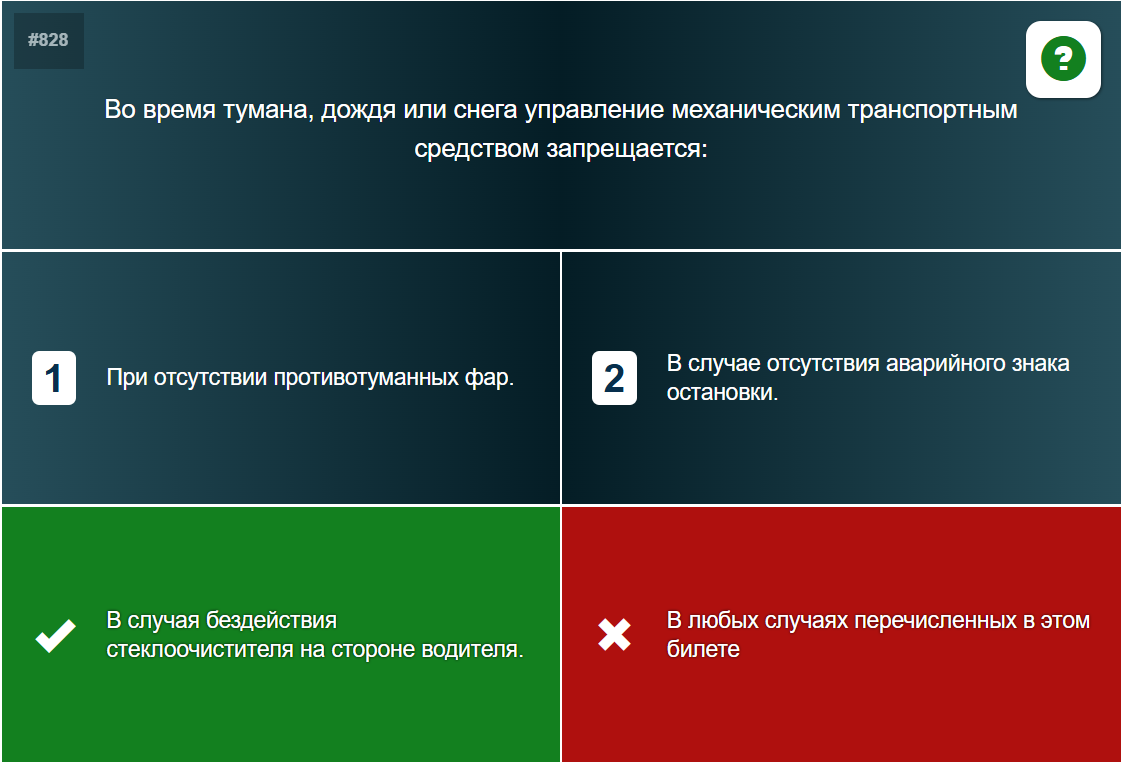 #828
?
Во время тумана, дождя или снега управление механическим транспортным
средством запрещается:
1
При отсутствии противотуманных фар.
2
В случае отсутствия аварийного знака
остановки.
В случая бездействия
стеклоочистителя на стороне водителя.
В любых случаях перечисленных в этом
билете